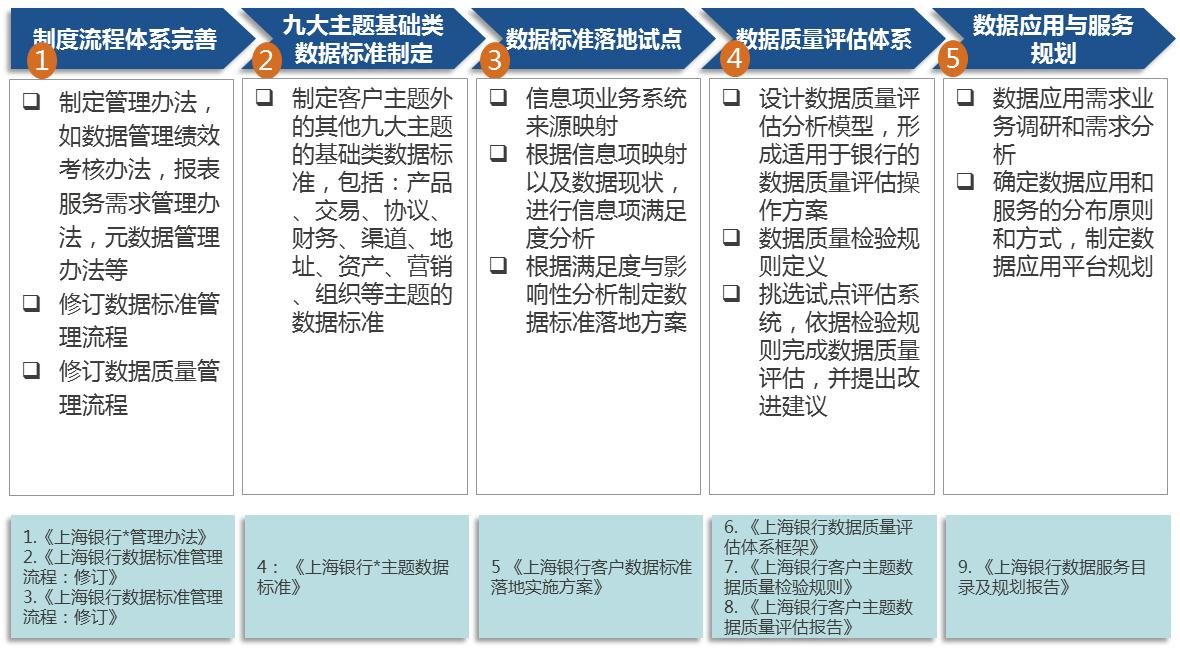 制度流程体系完善
1
九大主题基础类
数据标准制定
2
数据标准落地试点
3
数据质量评估体系
4
数据应用与服务
规划
5
❑ 制定管理办法，
如数据管理绩效
考核办法，报表
服务需求管理办
法，元数据管理
办法等
❑ 修订数据标准管
理流程
❑ 修订数据质量管
理流程
❑ 制定客户主题外
的其他九大主题
的基础类数据标
准，包括：产品
、交易、协议、
财务、渠道、地
址、资产、营销
、组织等主题的
数据标准
❑ 信息项业务系统
来源映射
❑ 根据信息项映射
以及数据现状，
进行信息项满足
度分析
❑ 根据满足度与影
响性分析制定数
据标准落地方案
❑ 设计数据质量评
估分析模型，形
成适用于银行的
数据质量评估操
作方案
❑ 数据质量检验规
则定义
❑ 挑选试点评估系
统，依据检验规
则完成数据质量
评估，并提出改
进建议
❑ 数据应用需求业
务调研和需求分
析
❑ 确定数据应用和
服务的分布原则
和方式，制定数
据应用平台规划
1.《上海银行*管理办法》
2.《上海银行数据标准管理
流程：修订》
3.《上海银行数据标准管理
流程：修订》
4：《上海银行*主题数据
标准》
5《上海银行客户数据标准
落地实施方案》
6.《上海银行数据质量评
估体系框架》
7.《上海银行客户主题数
据质量检验规则》
8.《上海银行客户主题数
据质量评估报告》
9.《上海银行数据服务目
录及规划报告》